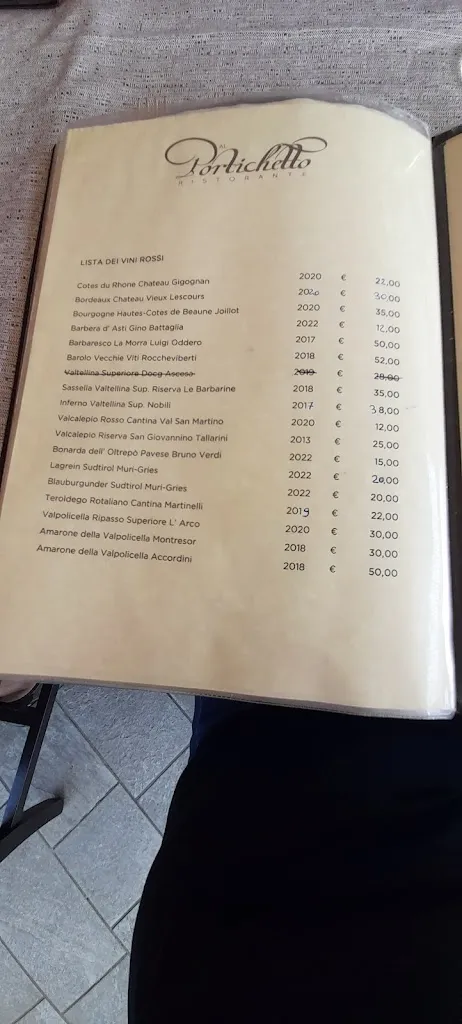 AL
Portichetto
RISTORANTE
LISTA DEI VINI ROSSI
Cotes du Rhone Chateau Gigognan 2020 € 22,00
Bordeaux Chateau Vieux Lescours 2020 € 30,00
Bourgogne Hautes-Cotes de Beaune Joillot 2020 € 35,00
Barbera d' Asti Gino Battaglia 2022 € 12,00
Barbaresco La Morra Luigi Oddero 2017 € 50,00
Barolo Vecchie Viti Roccheviberti 2018 € 52,00
Valtellina Superiore Docg Ascesa 2019 € 28,00
Sassella Valtellina Sup. Riserva Le Barbarine 2018 € 35,00
Inferno Valtellina Sup. Nobili 2017 € 38,00
Valcalepio Rosso Cantina Val San Martino 2020 € 12,00
Valcalepio Riserva San Giovannino Tallarini 2013 € 25,00
Bonarda dell' Oltrepò Pavese Bruno Verdi 2022 € 15,00
Lagrein Sudtirol Muri-Gries 2022 € 20,00
Blauburgunder Sudtirol Muri-Gries 2022 € 20,00
Teroldego Rotaliano Cantina Martinelli 2019 € 22,00
Valpolicella Ripasso Superiore L' Arco 2020 € 30,00
Amarone della Valpolicella Montresor 2018 € 30,00
Amarone della Valpolicella Accordini 2018 € 50,00